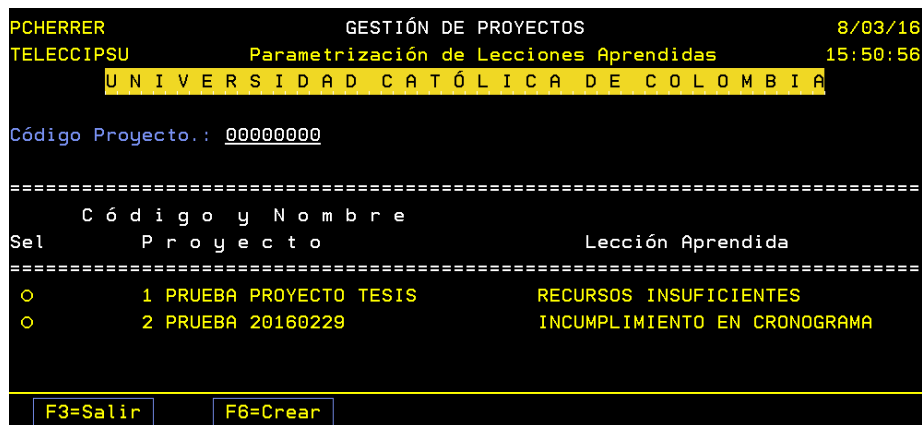 PCHERRER GESTIÓN DE PROYECTOS 8/03/16
TELECCIPSU Parametrización de Lecciones Aprendidas 15:50:56
U N I V E R S I D A D C A T Ó L I C A D E C O L O M B I A
Código Proyecto.: 00000000
============================================================================
C ó d i g o y N o m b r e
Sel P r o y e c t o Lección Aprendida
============================================================================
1 PRUEBA PROYECTO TESIS RECURSOS INSUFICIENTES
2 PRUEBA 20160229 INCUMPLIMIENTO EN CRONOGRAMA
F3=Salir F6=Crear